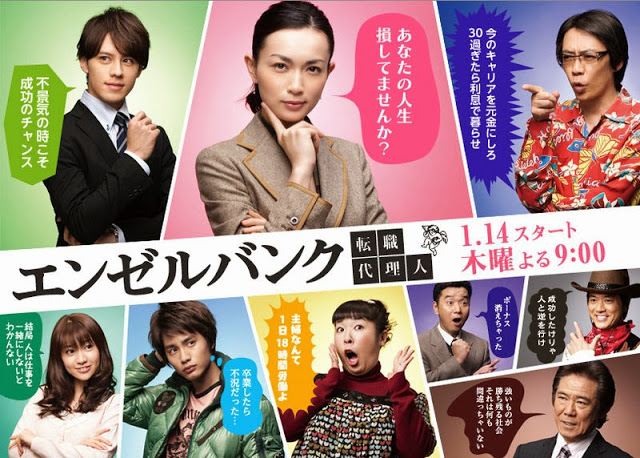 不景気の時こそ
成功のチャンス
あなたの人生
損してませんか?
今のキャリアを元金にしろ
30過ぎたら利息で暮らせ
エンゼルバンク
転職
代理人
1.14スタート
木曜よる9:00
結局 人は仕事を
一緒にしないと
わかんない
卒業したら
不況だった…
主婦なんて
1日18時間労働よ
ボーナス
消えちゃった
成功したけりゃ
人と逆を行け
強いものが
勝ち残る社会
それは何も
間違っちゃいない